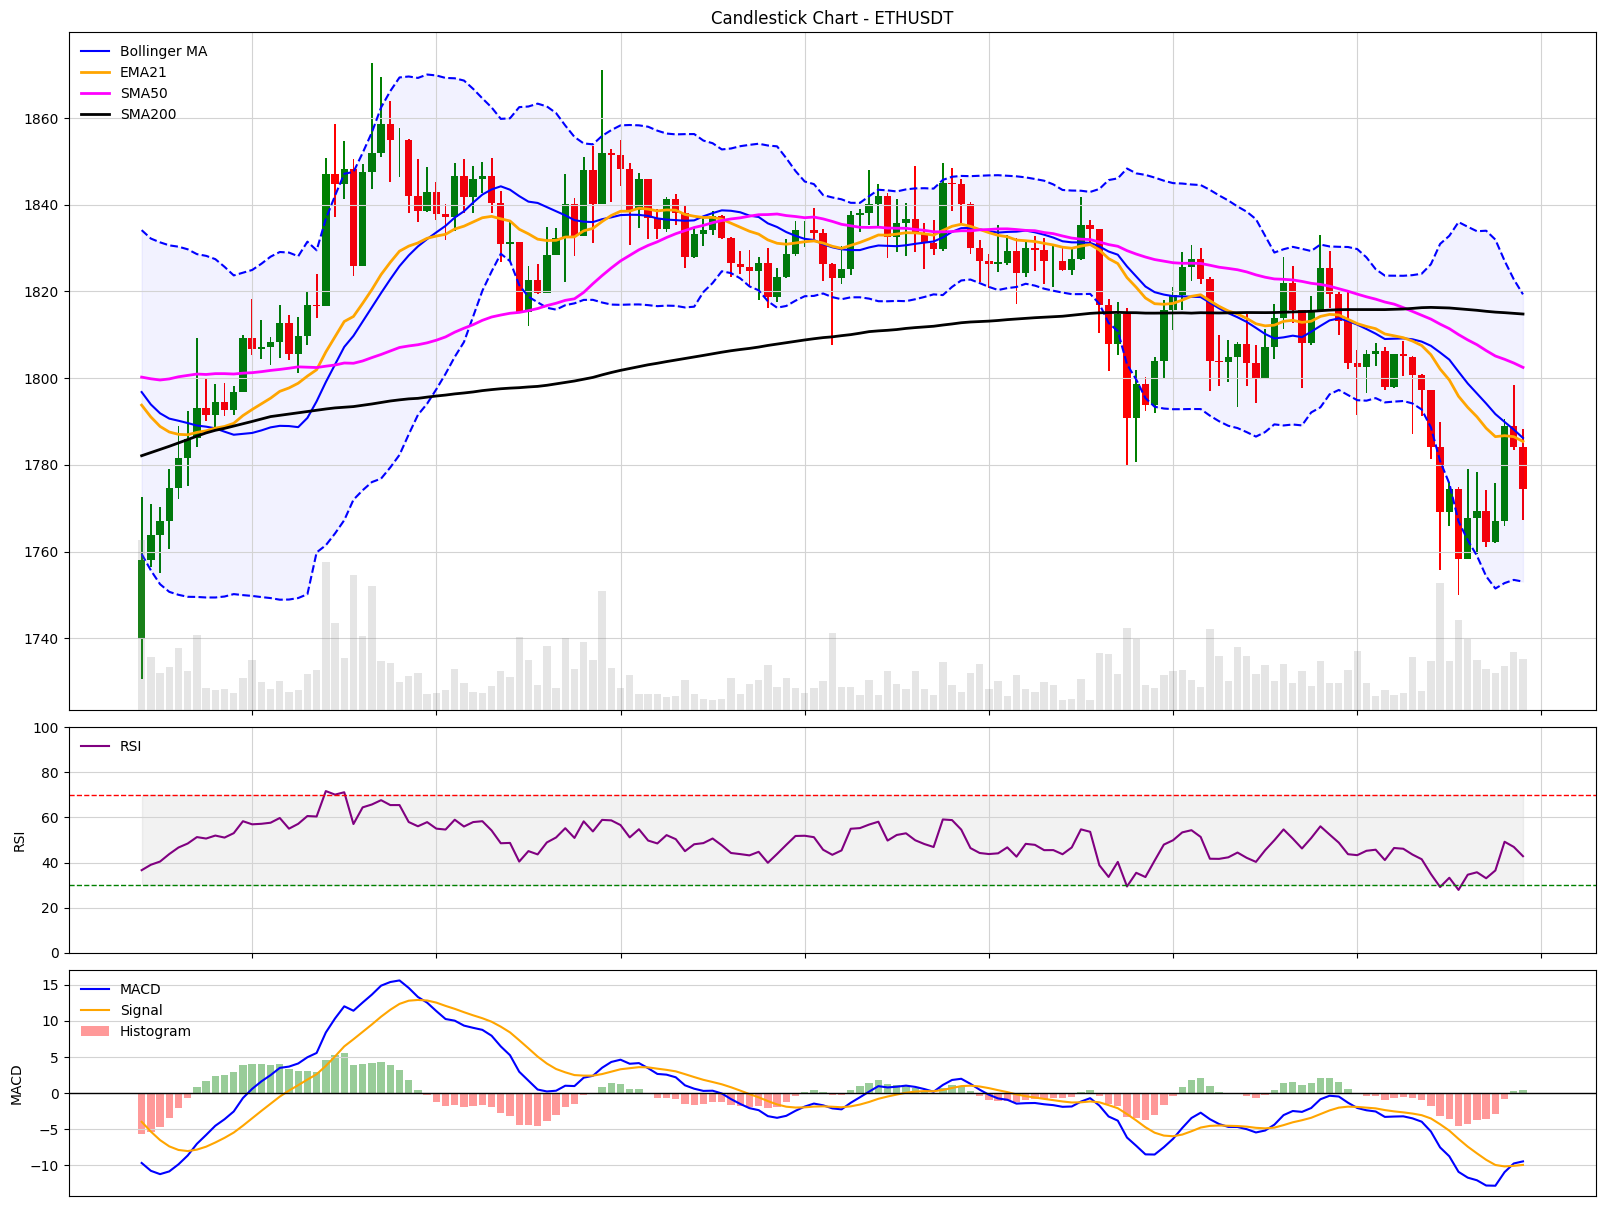 Candlestick Chart - ETHUSDT
Bollinger MA
EMA21
SMA50
SMA200
1860
1840
1820
1800
1780
1760
1740
RSI
100
80
60
40
20
0
RSI
MACD
Signal
Histogram
15
10
5
0
−5
−10
MACD